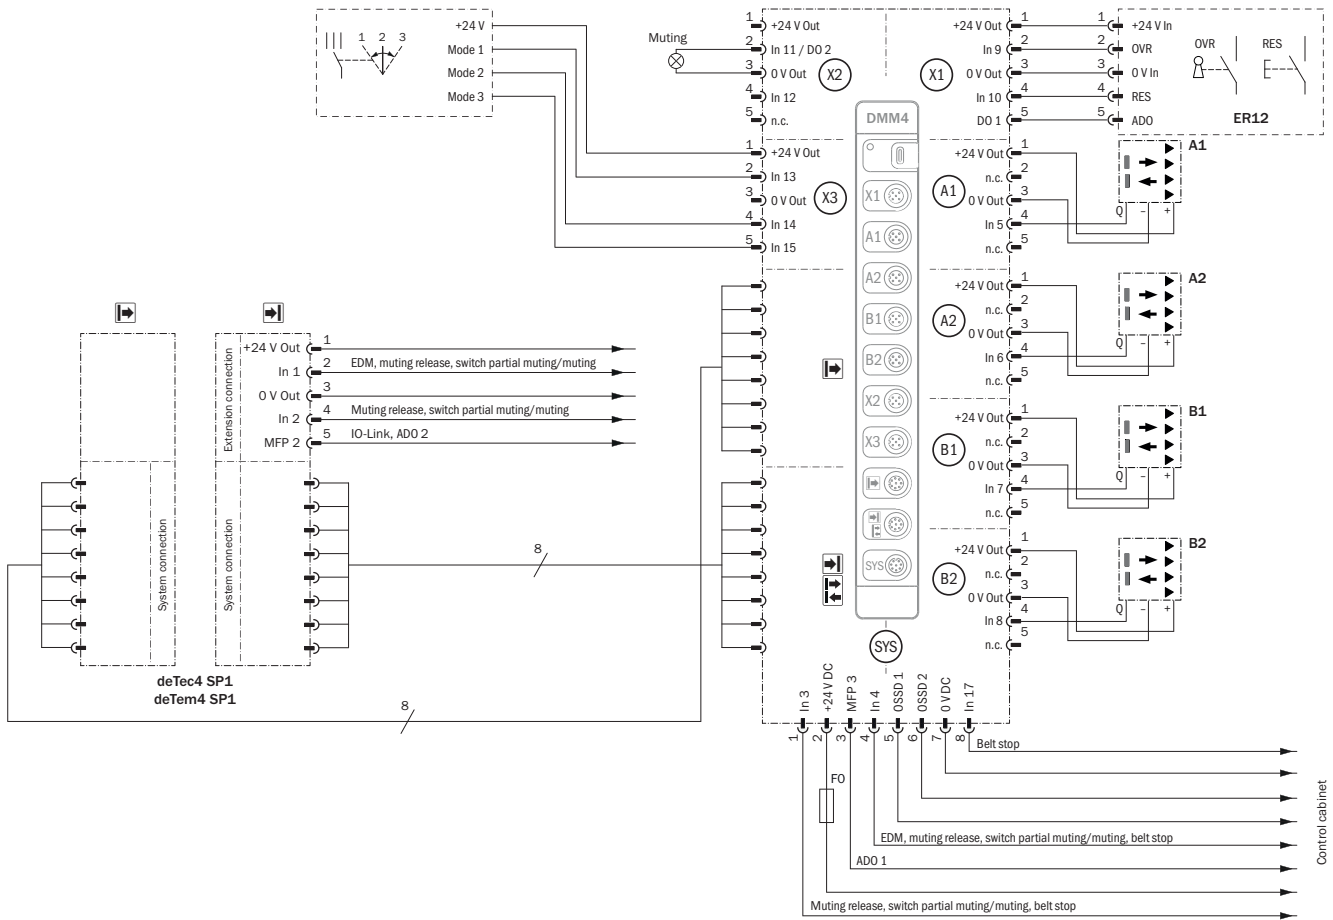 +24 V
Mode 1
Mode 2
Mode 3
1 2 3
Muting
1 +24 V Out
2 In 11 / DO 2
3 0 V Out
4 In 12
5 n.c.
X2
1 +24 V Out
2 In 13
3 0 V Out
4 In 14
5 In 15
X3
DMM4
X1
A1
A2
B1
B2
X2
X3
SYS
SYS
X1
+24 V Out 1
In 9 2
0 V Out 3
In 10 4
DO 1 5
A1
+24 V Out 1
n.c. 2
0 V Out 3
In 5 4
n.c. 5
A2
+24 V Out 1
n.c. 2
0 V Out 3
In 6 4
n.c. 5
B1
+24 V Out 1
n.c. 2
0 V Out 3
In 7 4
n.c. 5
B2
+24 V Out 1
n.c. 2
0 V Out 3
In 8 4
n.c. 5
1 +24 V In
2 OVR
3 0 V In
4 RES
5 ADO
OVR
RES
ER12
A1
Q – +
A2
Q – +
B1
Q – +
B2
Q – +
Extension connection
+24 V Out 1
In 1 2 EDM, muting release, switch partial muting/muting
0 V Out 3
In 2 4 Muting release, switch partial muting/muting
MFP 2 5 IO-Link, ADO 2
System connection
System connection
deTec4 SP1
deTem4 SP1
8
8
In 3
+24 V DC
MFP 3
In 4
OSSD 1
OSSD 2
0 V DC
In 17
1
2
3
4
5
6
7
8
Belt stop
F0
EDM, muting release, switch partial muting/muting, belt stop
ADO 1
Muting release, switch partial muting/muting, belt stop
Control cabinet